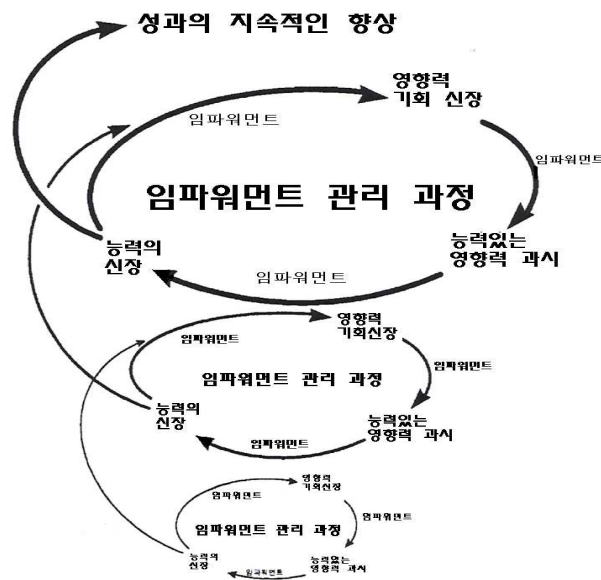 성과의 지속적인 향상
영향력
기회 신장
임파워먼트
임파워먼트
임파워먼트 관리 과정
능력의
신장
능력있는
영향력 과시
임파워먼트
영향력
기회신장
임파워먼트
임파워먼트
임파워먼트 관리 과정
능력의
신장
능력있는
영향력 과시
임파워먼트
영향력
기회신장
임파워먼트
임파워먼트
임파워먼트 관리 과정
능력의
신장
능력있는
영향력 과시
임파워먼트